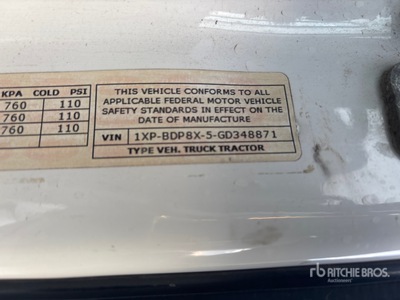 KPA COLD PSI
760 110
760 110
760 110
THIS VEHICLE CONFORMS TO ALL
APPLICABLE FEDERAL MOTOR VEHICLE
SAFETY STANDARDS IN EFFECT ON THE
DATE OF MANUFACTURE
VIN 1XP-BDP8X-5-GD348871
TYPE VEH. TRUCK TRACTOR
rb RITCHIE BROS.
Auctioneers